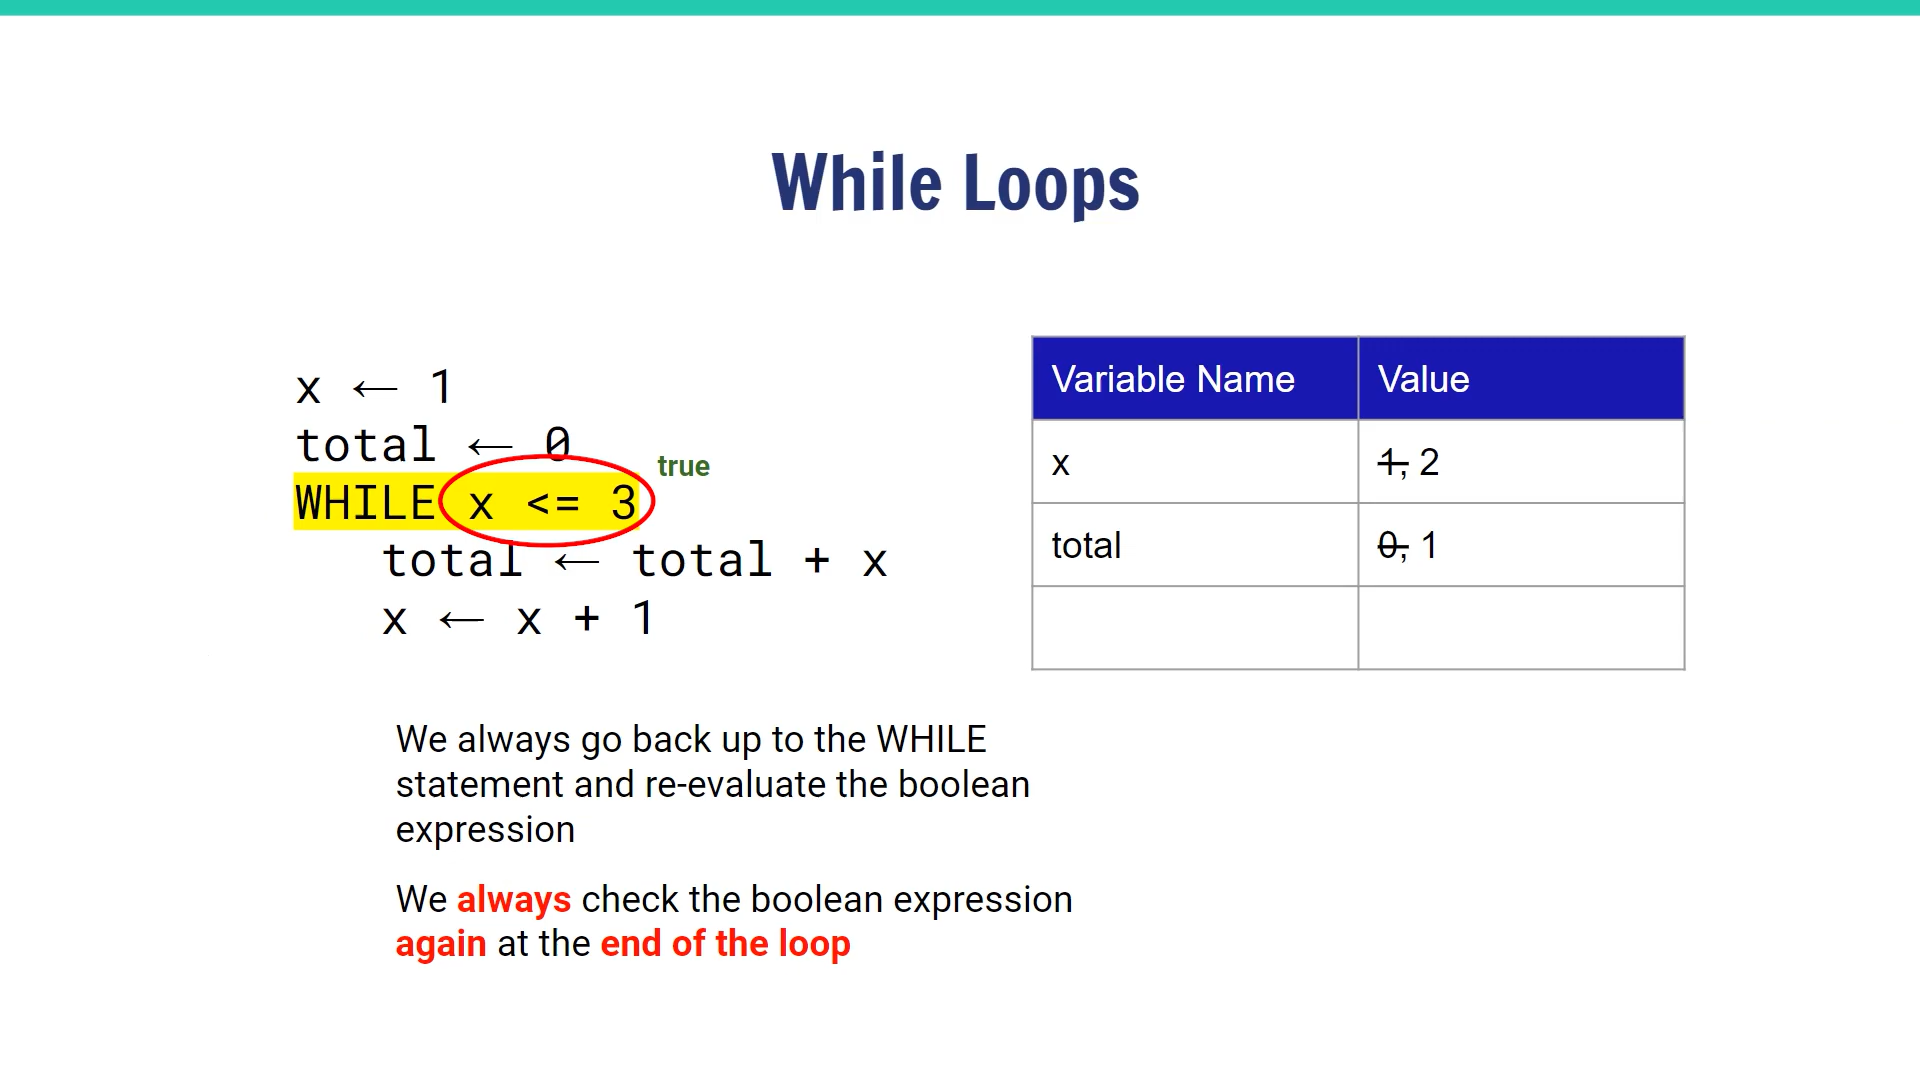 While Loops
x ← 1
total ← 0
true
WHILE x <= 3
total ← total + x
x ← x + 1
Variable Name Value
x 1, 2
total 0, 1
We always go back up to the WHILE
statement and re-evaluate the boolean
expression
We always check the boolean expression
again at the end of the loop